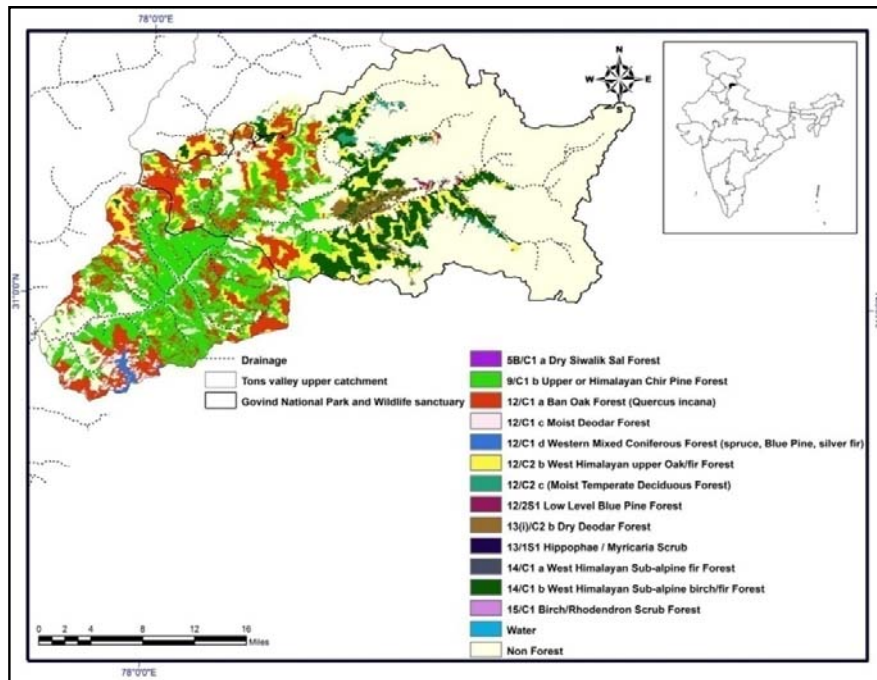 78°0'0"E
N
W E
S
31°0'0"N
Drainage
Tons valley upper catchment
Govind National Park and Wildlife sanctuary
5B/C1 a Dry Siwalik Sal Forest
9/C1 b Upper or Himalayan Chir Pine Forest
12/C1 a Ban Oak Forest (Quercus incana)
12/C1 c Moist Deodar Forest
12/C1 d Western Mixed Coniferous Forest (spruce, Blue Pine, silver fir)
12/C2 b West Himalayan upper Oak/fir Forest
12/C2 c (Moist Temperate Deciduous Forest)
12/2S1 Low Level Blue Pine Forest
13(i)/C2 b Dry Deodar Forest
13/1S1 Hippophae / Myricaria Scrub
14/C1 a West Himalayan Sub-alpine fir Forest
14/C1 b West Himalayan Sub-alpine birch/fir Forest
15/C1 Birch/Rhodendron Scrub Forest
Water
Non Forest
0 2 4 8 12 16
Miles
78°0'0"E